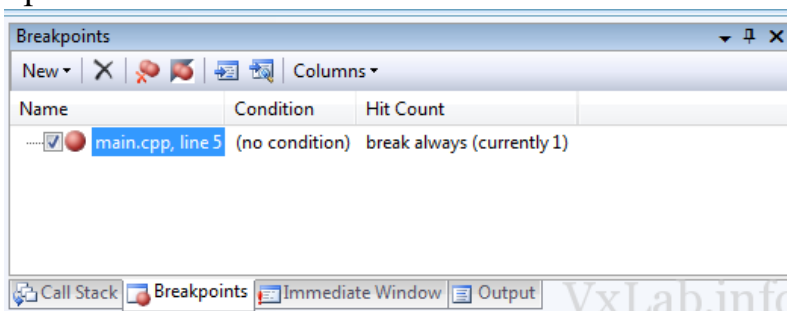 Breakpoints
New Columns
Name Condition Hit Count
main.cpp, line 5 (no condition) break always (currently 1)
Call Stack Breakpoints Immediate Window Output
VxLab.info